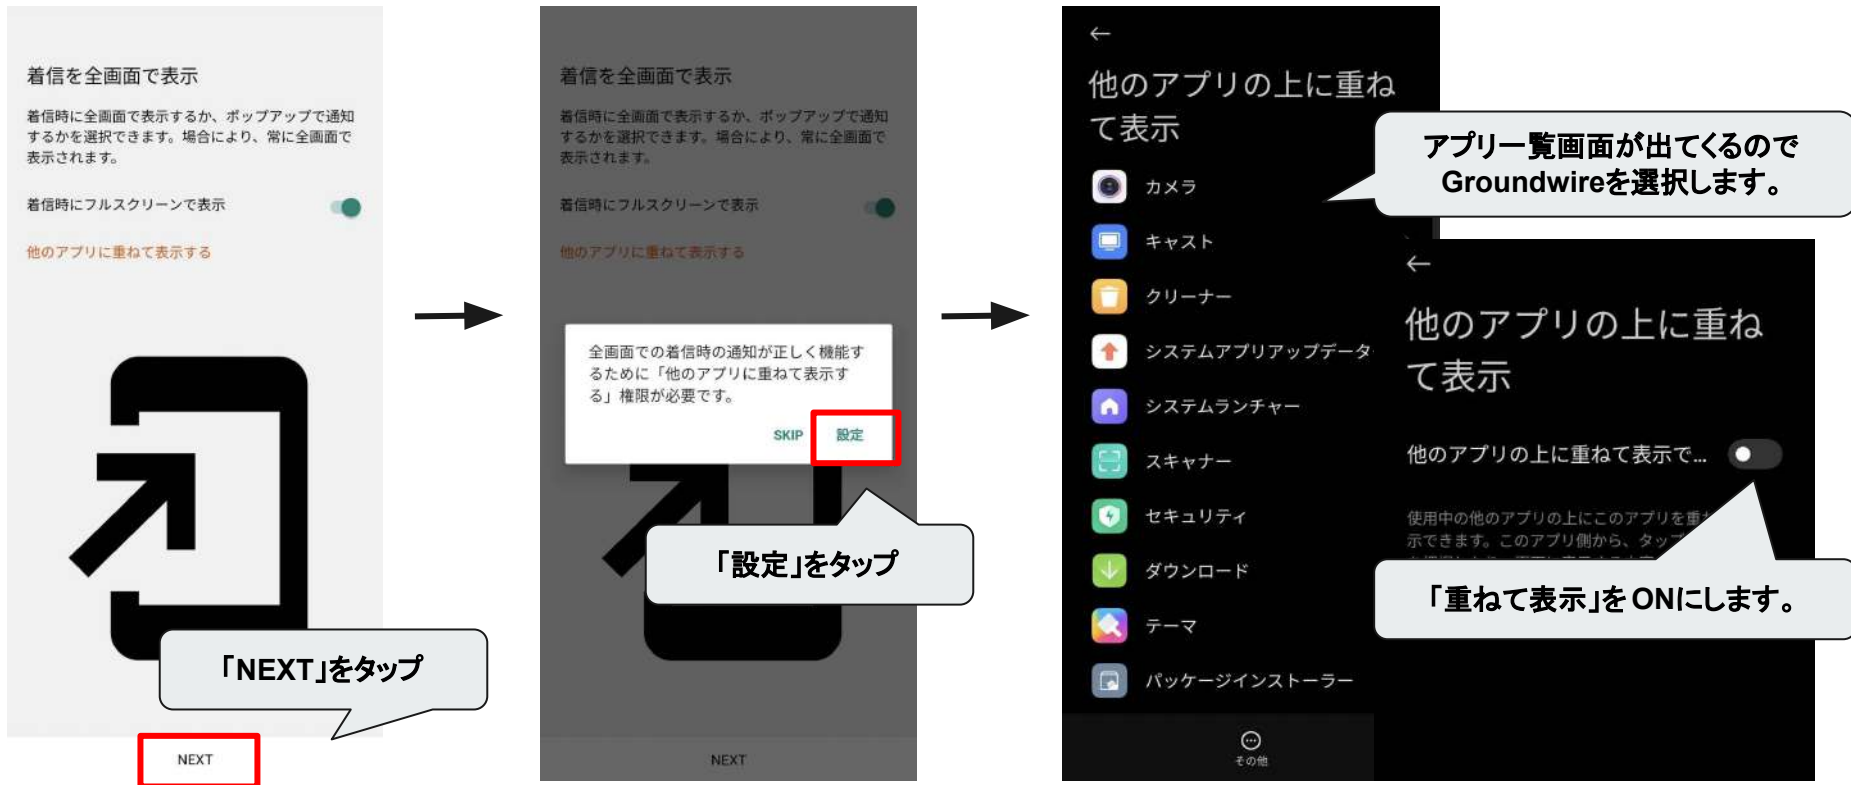 着信を全画面で表示
着信時に全画面で表示するか、ポップアップで通知
するかを選択できます。場合により、常に全画面で
表示されます。
着信時にフルスクリーンで表示
他のアプリに重ねて表示する
「NEXT」をタップ
NEXT
着信を全画面で表示
着信時に全画面で表示するか、ポップアップで通知
するかを選択できます。場合により、常に全画面で
表示されます。
着信時にフルスクリーンで表示
他のアプリに重ねて表示する
全画面での着信時の通知が正しく機能す
るために「他のアプリに重ねて表示す
る」権限が必要です。
SKIP 設定
「設定」をタップ
NEXT
他のアプリの上に重ね
て表示
カメラ
キャスト
クリーナー
システムアプリアップデータ
システムランチャー
スキャナー
セキュリティ
ダウンロード
テーマ
パッケージインストーラー
その他
アプリ一覧画面が出てくるので
Groundwireを選択します。
他のアプリの上に重ね
て表示
他のアプリの上に重ねて表示で...
使用中の他のアプリの上にこのアプリを重
示できます。このアプリ側から、タップ
「重ねて表示」をONにします。